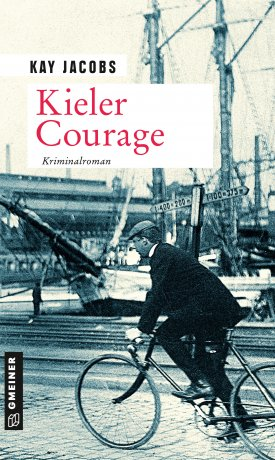 KAY JACOBS
Kieler
Courage
Kriminalroman
GMEINER